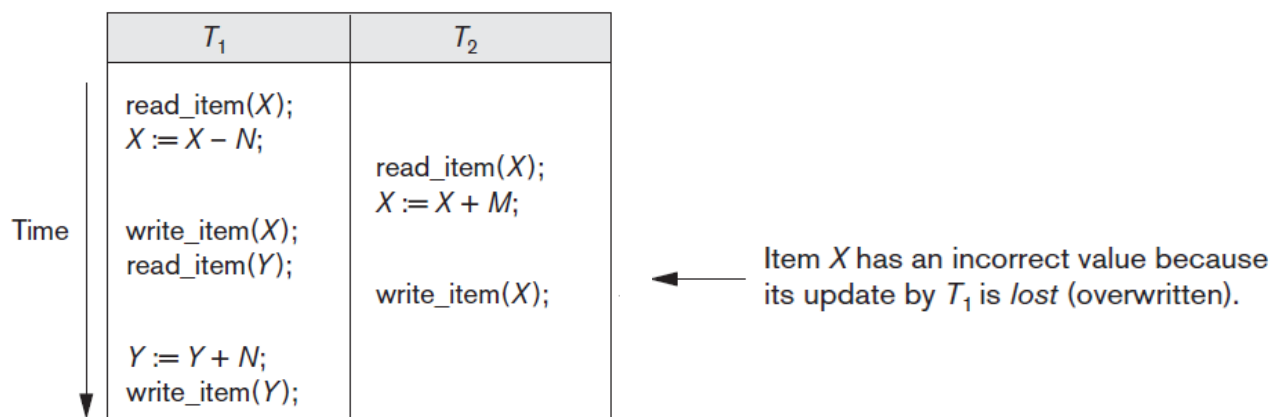 T1 T2
read_item(X);
X := X − N;
read_item(X);
X := X + M;
Time
write_item(X);
read_item(Y);
write_item(X);
Item X has an incorrect value because
its update by T1 is lost (overwritten).
Y := Y + N;
write_item(Y);